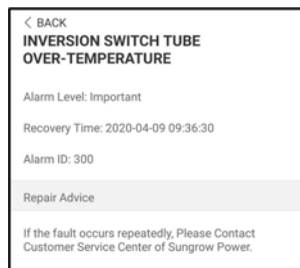 < BACK
INVERSION SWITCH TUBE
OVER-TEMPERATURE
Alarm Level: Important
Recovery Time: 2020-04-09 09:36:30
Alarm ID: 300
Repair Advice
If the fault occurs repeatedly, Please Contact
Customer Service Center of Sungrow Power.